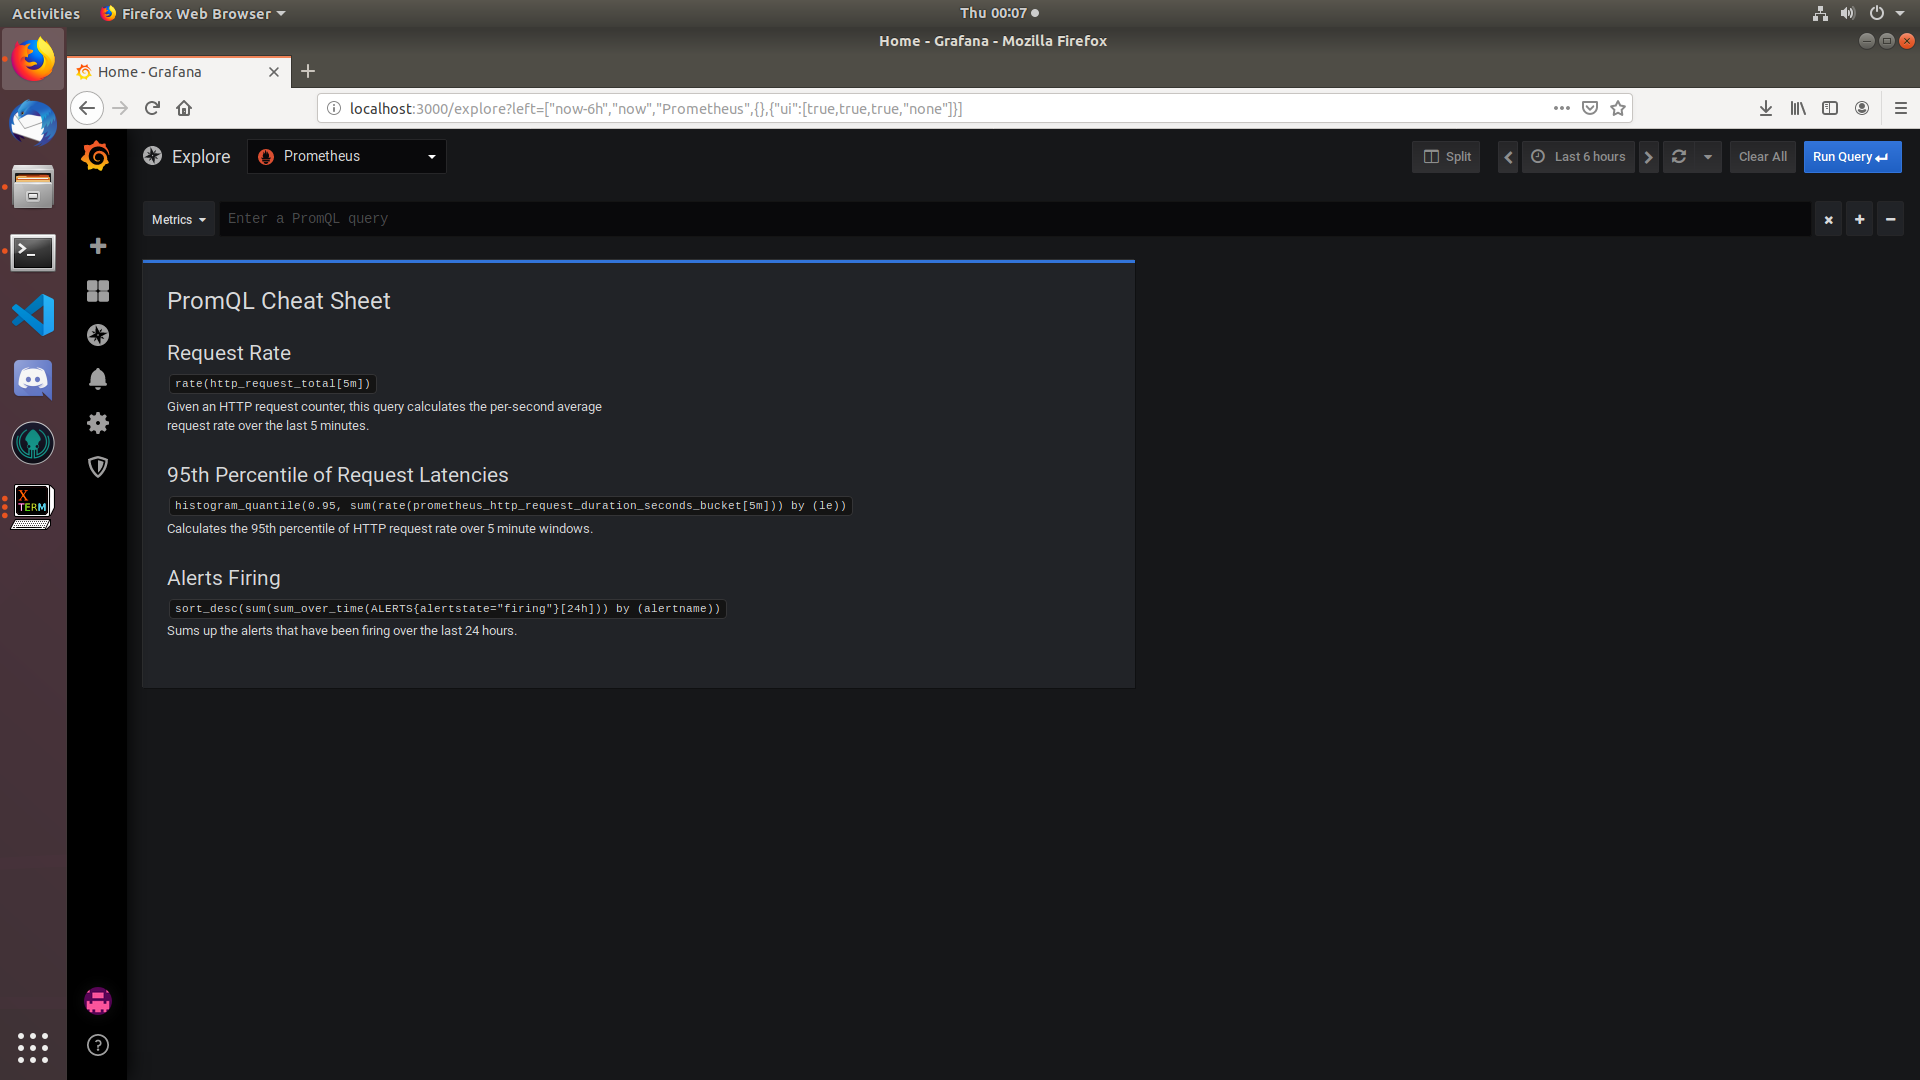 Activities
Firefox Web Browser
Thu 00:07
Home - Grafana - Mozilla Firefox
Home - Grafana
localhost:3000/explore?left=["now-6h","now","Prometheus",{},{"ui":[true,true,true,"none"]}]
Explore
Prometheus
Split
Last 6 hours
Clear All
Run Query
Metrics
Enter a PromQL query
PromQL Cheat Sheet
Request Rate
rate(http_request_total[5m])
Given an HTTP request counter, this query calculates the per-second average
request rate over the last 5 minutes.
95th Percentile of Request Latencies
histogram_quantile(0.95, sum(rate(prometheus_http_request_duration_seconds_bucket[5m])) by (le))
Calculates the 95th percentile of HTTP request rate over 5 minute windows.
Alerts Firing
sort_desc(sum(sum_over_time(ALERTS{alertstate="firing"}[24h])) by (alertname))
Sums up the alerts that have been firing over the last 24 hours.
X
TERM